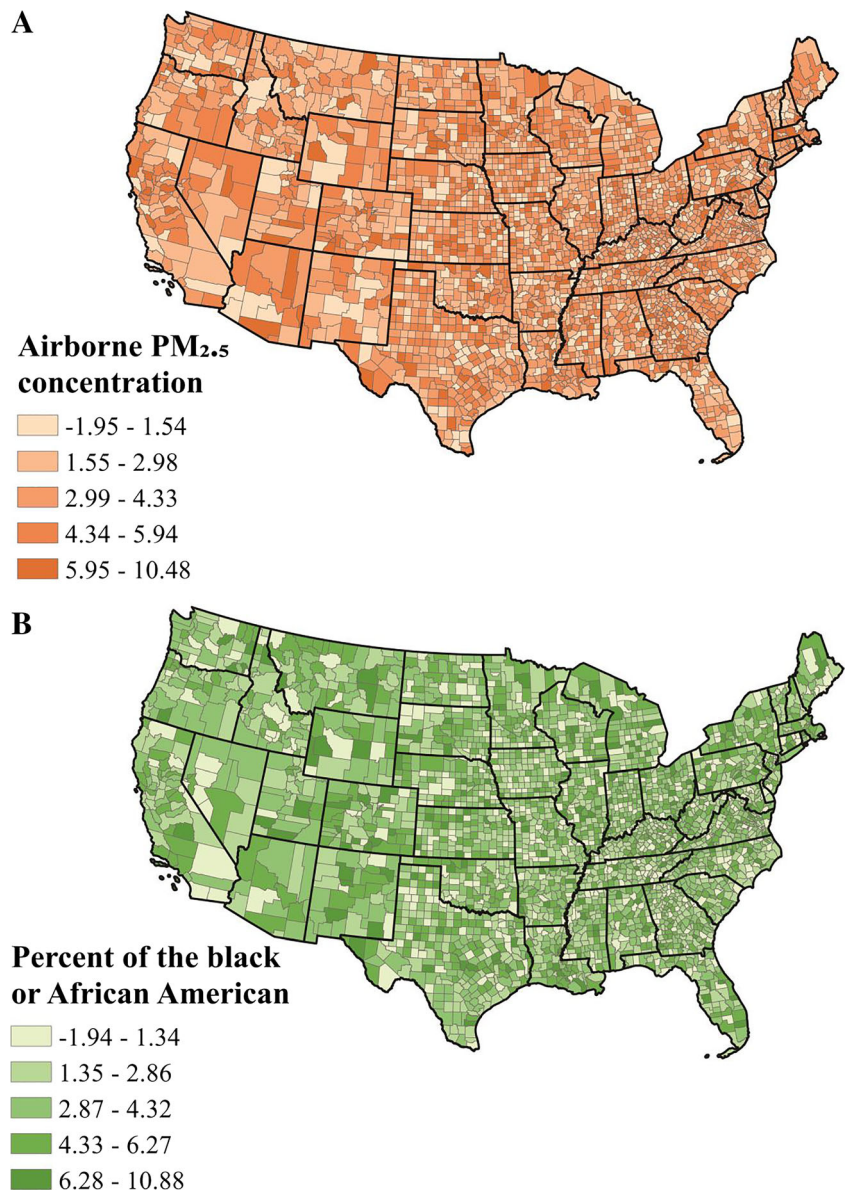 A
Airborne PM₂.₅
concentration
-1.95 - 1.54
1.55 - 2.98
2.99 - 4.33
4.34 - 5.94
5.95 - 10.48
B
Percent of the black
or African American
-1.94 - 1.34
1.35 - 2.86
2.87 - 4.32
4.33 - 6.27
6.28 - 10.88